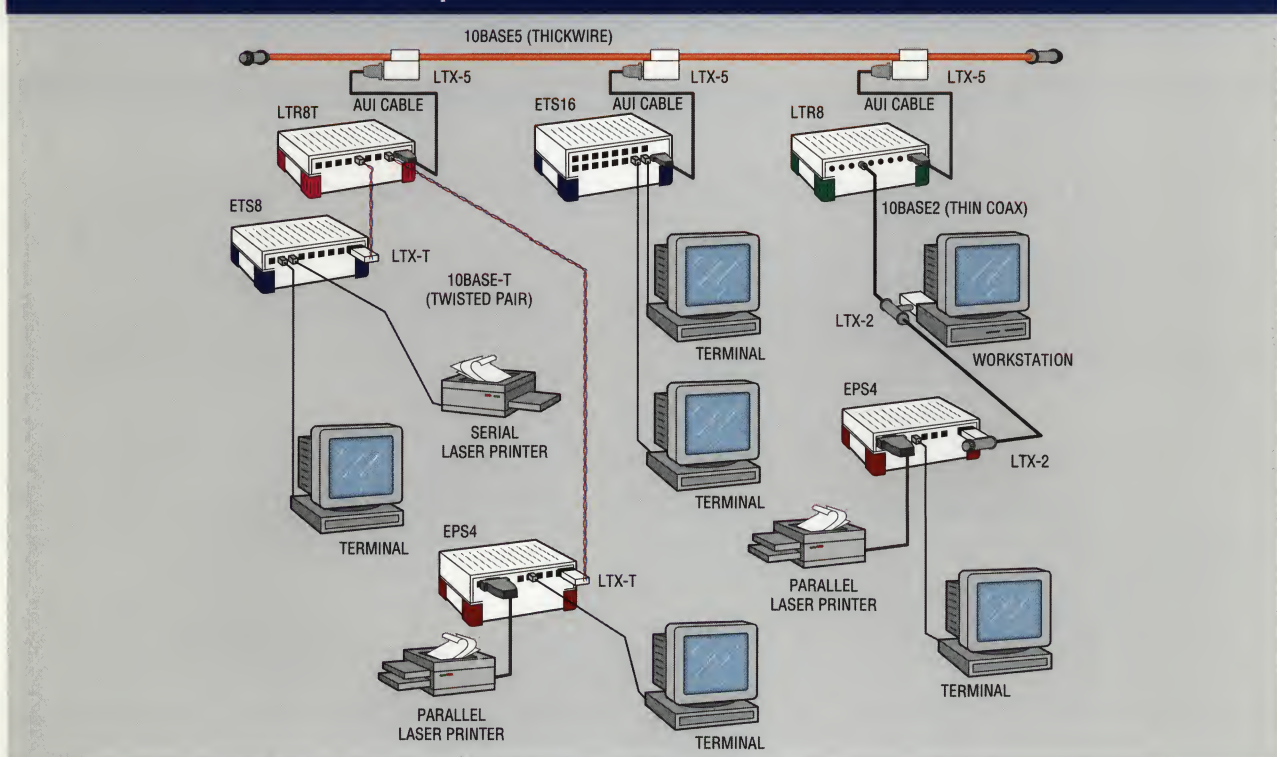 10BASE5 (THICKWIRE)
LTX-5
LTX-5
LTX-5
AUI CABLE
ETS16
AUI CABLE
LTR8
AUI CABLE
LTR8T
10BASE2 (THIN COAX)
ETS8
LTX-T
10BASE-T
(TWISTED PAIR)
LTX-2
TERMINAL
WORKSTATION
EPS4
SERIAL
LASER PRINTER
LTX-2
TERMINAL
EPS4
TERMINAL
LTX-T
PARALLEL
LASER PRINTER
TERMINAL
PARALLEL
LASER PRINTER
TERMINAL